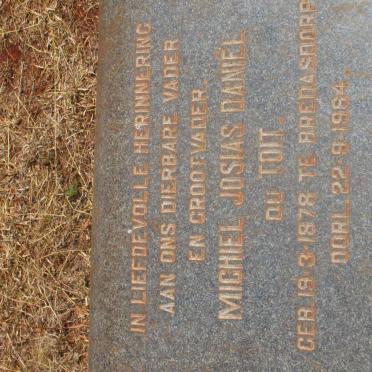 IN LIEFDEVOLLE HERINNERING
AAN ONS DIERBARE VADER
EN GROOTVADER.
MICHIEL JOSIAS DANIËL
DU TOIT.
GEB. 19-3-1878 TE BREDASDORP
OORL. 22-9-1964.